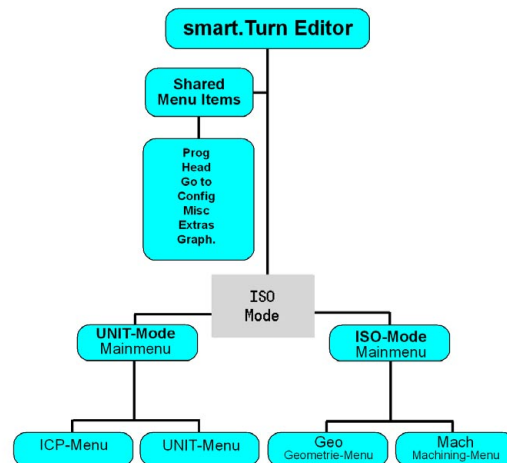 smart.Turn Editor
Shared
Menu Items
Prog
Head
Go to
Config
Misc
Extras
Graph.
ISO
Mode
UNIT-Mode
Mainmenu
ISO-Mode
Mainmenu
ICP-Menu
UNIT-Menu
Geo
Geometrie-Menu
Mach
Machining-Menu